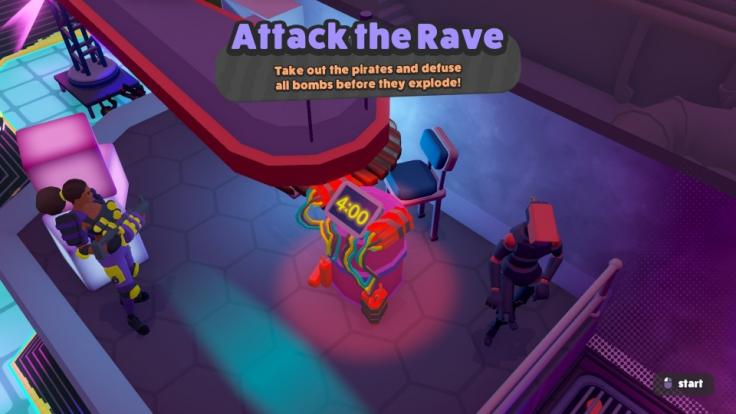 Attack the Rave
Take out the pirates and defuse
all bombs before they explode!
4:00
start